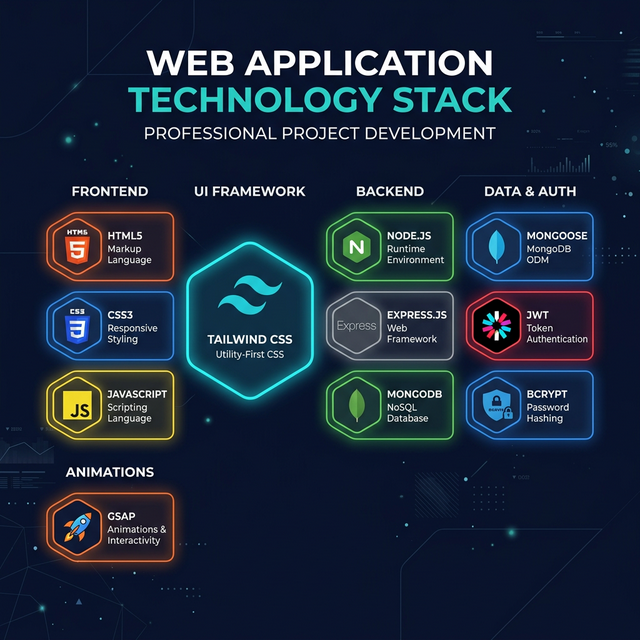 WEB APPLICATION
TECHNOLOGY STACK
PROFESSIONAL PROJECT DEVELOPMENT
FRONTEND
HTML5
HTML5
Markup
Language
CSS3
CSS3
Responsive
Styling
JS
JAVASCRIPT
Scripting
Language
ANIMATIONS
GSAP
Animations &
Interactivity
UI FRAMEWORK
TAILWIND CSS
Utility-First CSS
BACKEND
N
NODE.JS
Runtime
Environment
Express
EXPRESS.JS
Web
Framework
MONGODB
NoSQL
Database
DATA & AUTH
MONGOOSE
MongoDB
ODM
JWT
Token
Authentication
BCRYPT
Password
Hashing